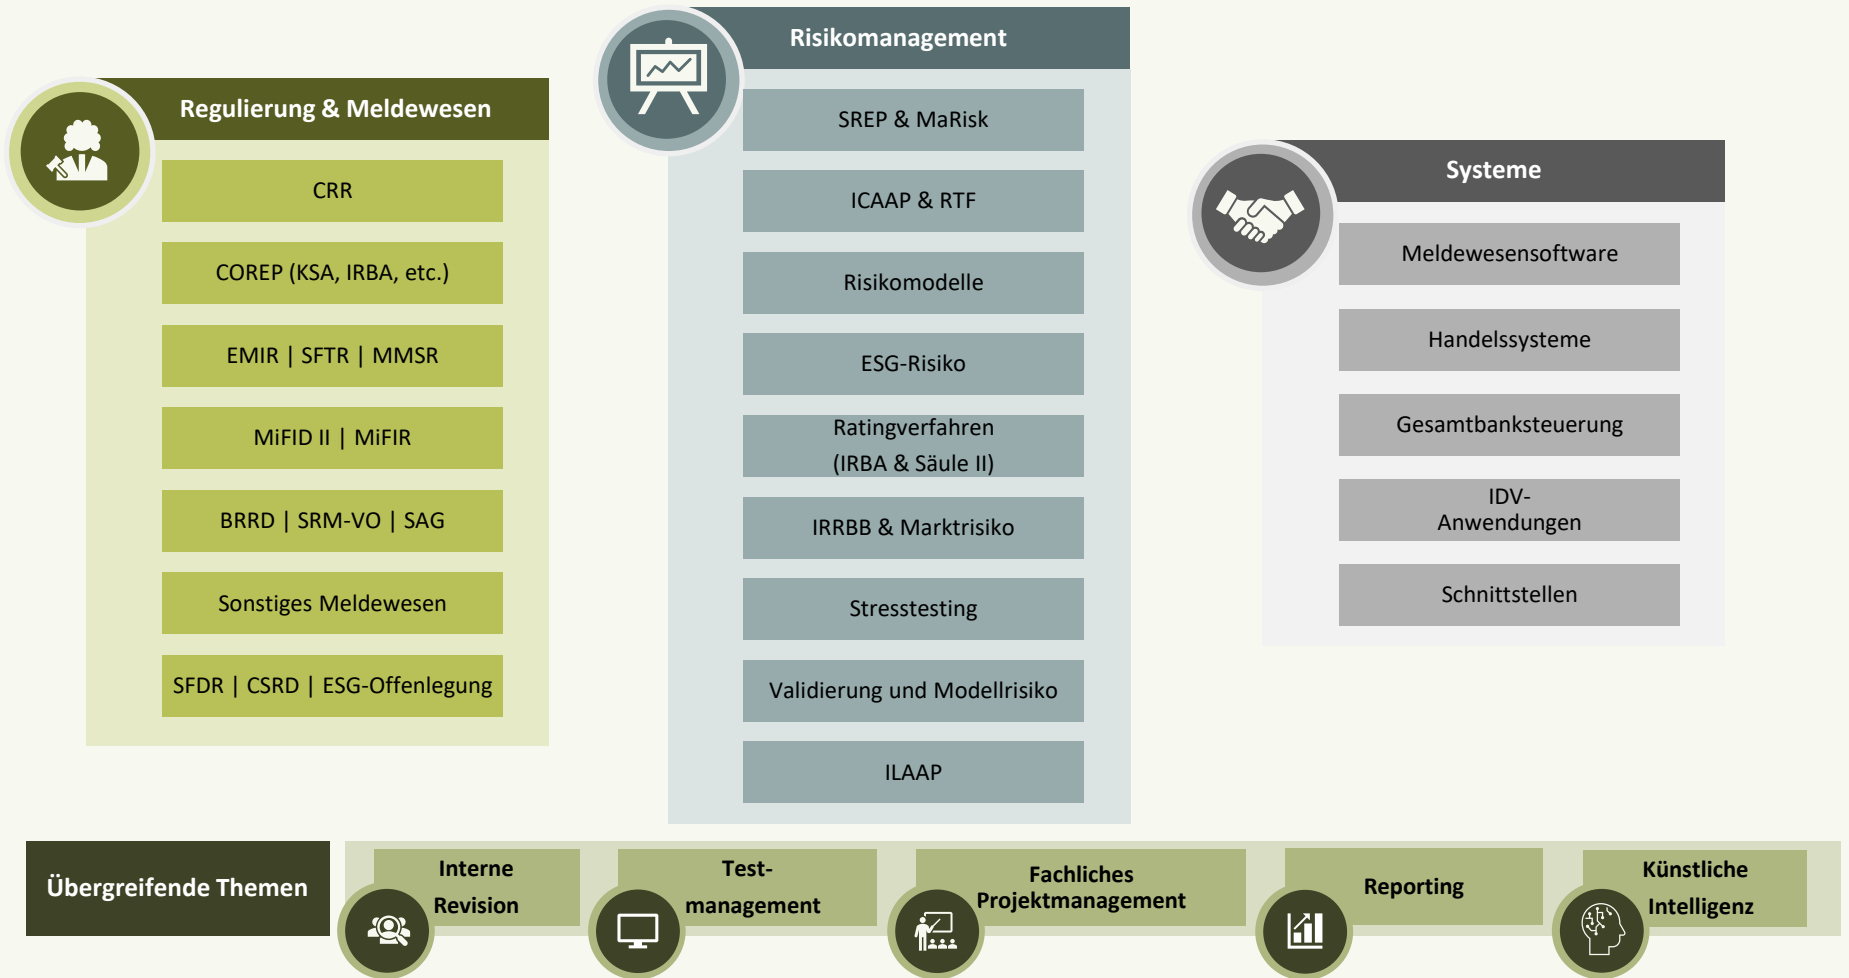 Regulierung & Meldewesen
CRR
COREP (KSA, IRBA, etc.)
EMIR | SFTR | MMSR
MiFID II | MiFIR
BRRD | SRM-VO | SAG
Sonstiges Meldewesen
SFDR | CSRD | ESG-Offenlegung
Risikomanagement
SREP & MaRisk
ICAAP & RTF
Risikomodelle
ESG-Risiko
Ratingverfahren
(IRBA & Säule II)
IRRBB & Marktrisiko
Stresstesting
Validierung und Modellrisiko
ILAAP
Systeme
Meldewesensoftware
Handelssysteme
Gesamtbanksteuerung
IDV-
Anwendungen
Schnittstellen
Übergreifende Themen
Interne
Revision
Test-
management
Fachliches
Projektmanagement
Reporting
Künstliche
Intelligenz